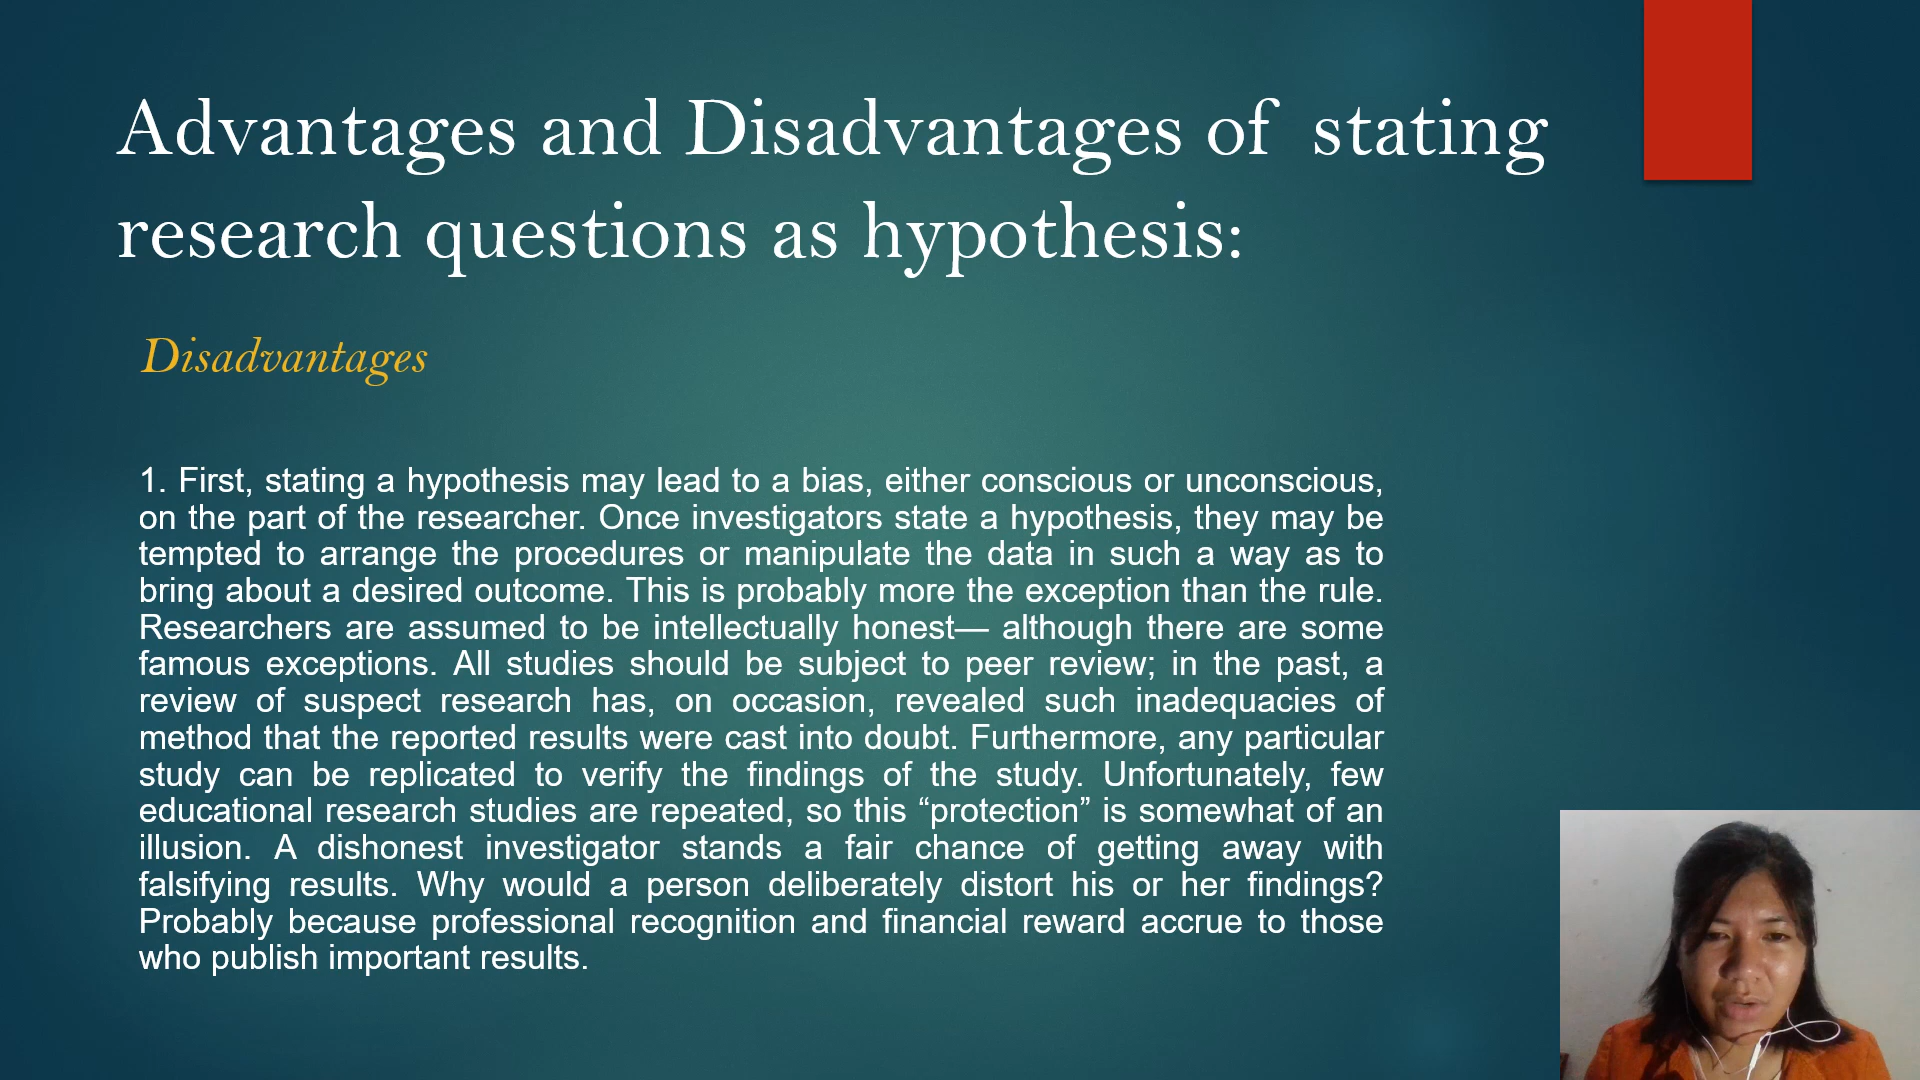 Advantages and Disadvantages of stating
research questions as hypothesis:
Disadvantages
1. First, stating a hypothesis may lead to a bias, either conscious or unconscious,
on the part of the researcher. Once investigators state a hypothesis, they may be
tempted to arrange the procedures or manipulate the data in such a way as to
bring about a desired outcome. This is probably more the exception than the rule.
Researchers are assumed to be intellectually honest— although there are some
famous exceptions. All studies should be subject to peer review; in the past, a
review of suspect research has, on occasion, revealed such inadequacies of
method that the reported results were cast into doubt. Furthermore, any particular
study can be replicated to verify the findings of the study. Unfortunately, few
educational research studies are repeated, so this “protection” is somewhat of an
illusion. A dishonest investigator stands a fair chance of getting away with
falsifying results. Why would a person deliberately distort his or her findings?
Probably because professional recognition and financial reward accrue to those
who publish important results.